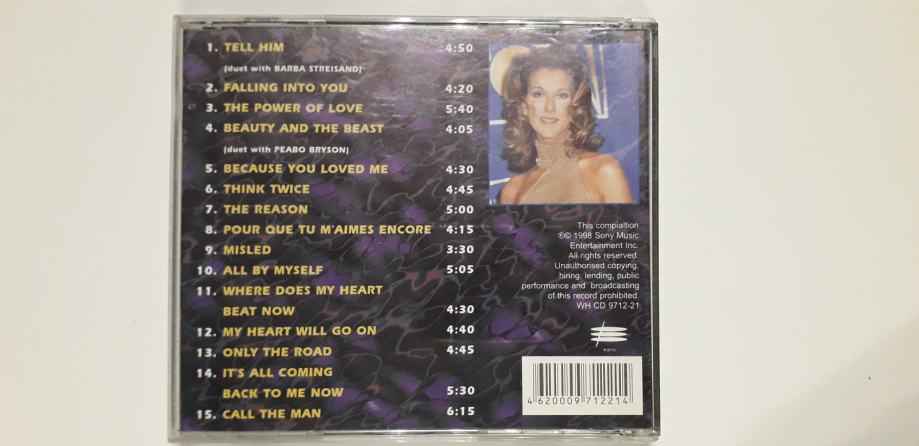 1. TELL HIM 4:50
(duet with BARBA STREISAND)
2. FALLING INTO YOU 4:20
3. THE POWER OF LOVE 5:40
4. BEAUTY AND THE BEAST 4:05
(duet with PEABO BRYSON)
5. BECAUSE YOU LOVED ME 4:30
6. THINK TWICE 4:45
7. THE REASON 5:00
8. POUR QUE TU M'AIMES ENCORE 4:15
9. MISLED 3:30
10. ALL BY MYSELF 5:05
11. WHERE DOES MY HEART
BEAT NOW 4:30
12. MY HEART WILL GO ON 4:40
13. ONLY THE ROAD 4:45
14. IT'S ALL COMING
BACK TO ME NOW 5:30
15. CALL THE MAN 6:15
This compialtion
℗© 1998 Sony Music
Entertainment Inc.
All rights reserved.
Unauthorised copying,
hiring, lending, public
performance and broadcasting
of this record prohibited.
WH CD 9712-21
epic
4 620009 712214